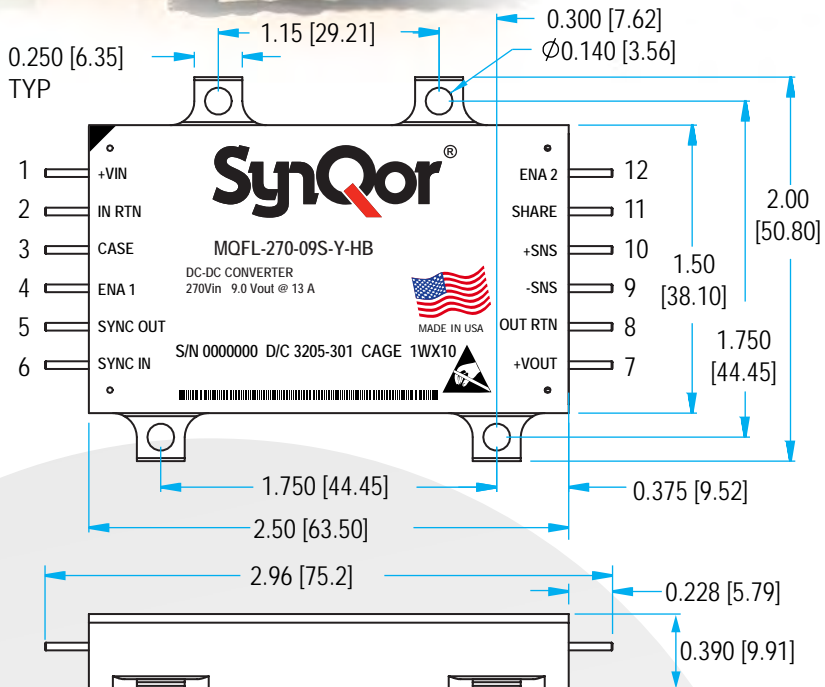 0.300 [7.62]
1.15 [29.21]
0.250 [6.35]
TYP
Ø0.140 [3.56]
SynQor®
1 +VIN
2 IN RTN
3 CASE
4 ENA 1
5 SYNC OUT
6 SYNC IN
MQFL-270-09S-Y-HB
DC-DC CONVERTER
270Vin 9.0 Vout @ 13 A
MADE IN USA
S/N 0000000 D/C 3205-301 CAGE 1WX10
ENA 2 12
SHARE 11
+SNS 10
-SNS 9
OUT RTN 8
+VOUT 7
2.00
[50.80]
1.50
[38.10]
1.750
[44.45]
1.750 [44.45]
0.375 [9.52]
2.50 [63.50]
2.96 [75.2]
0.228 [5.79]
0.390 [9.91]